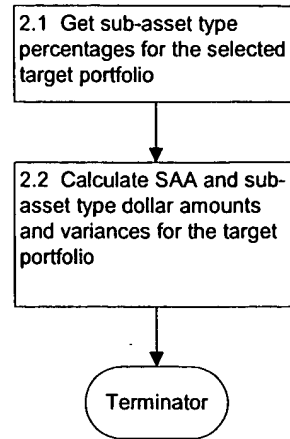 2.1 Get sub-asset type
percentages for the selected
target portfolio
2.2 Calculate SAA and sub-
asset type dollar amounts
and variances for the target
portfolio
Terminator